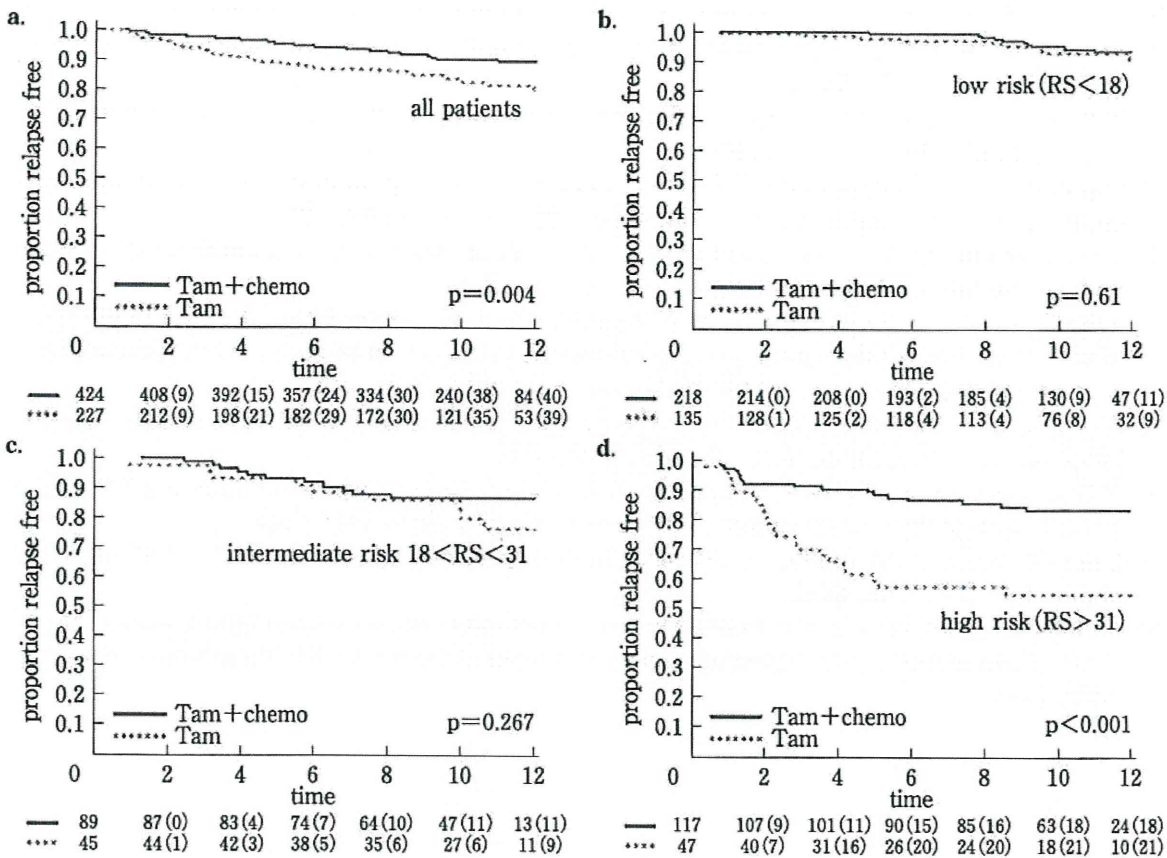 a.
1.0
0.9
0.8
0.7
0.6
0.5
0.4
0.3
0.2
0.1
proportion relapse free
all patients
Tam+chemo
Tam
p=0.004
0 2 4 6 8 10 12
time
424 408(9) 392(15) 357(24) 334(30) 240(38) 84(40)
227 212(9) 198(21) 182(29) 172(30) 121(35) 53(39)
b.
1.0
0.9
0.8
0.7
0.6
0.5
0.4
0.3
0.2
0.1
proportion relapse free
low risk(RS<18)
Tam+chemo
Tam
p=0.61
0 2 4 6 8 10 12
time
218 214(0) 208(0) 193(2) 185(4) 130(9) 47(11)
135 128(1) 125(2) 118(4) 113(4) 76(8) 32(9)
c.
1.0
0.9
0.8
0.7
0.6
0.5
0.4
0.3
0.2
0.1
proportion relapse free
intermediate risk 18<RS<31
Tam+chemo
Tam
p=0.267
0 2 4 6 8 10 12
time
89 87(0) 83(4) 74(7) 64(10) 47(11) 13(11)
45 44(1) 42(3) 38(5) 35(6) 27(6) 11(9)
d.
1.0
0.9
0.8
0.7
0.6
0.5
0.4
0.3
0.2
0.1
proportion relapse free
high risk(RS>31)
Tam+chemo
Tam
p<0.001
0 2 4 6 8 10 12
time
117 107(9) 101(11) 90(15) 85(16) 63(18) 24(18)
47 40(7) 31(16) 26(20) 24(20) 18(21) 10(21)